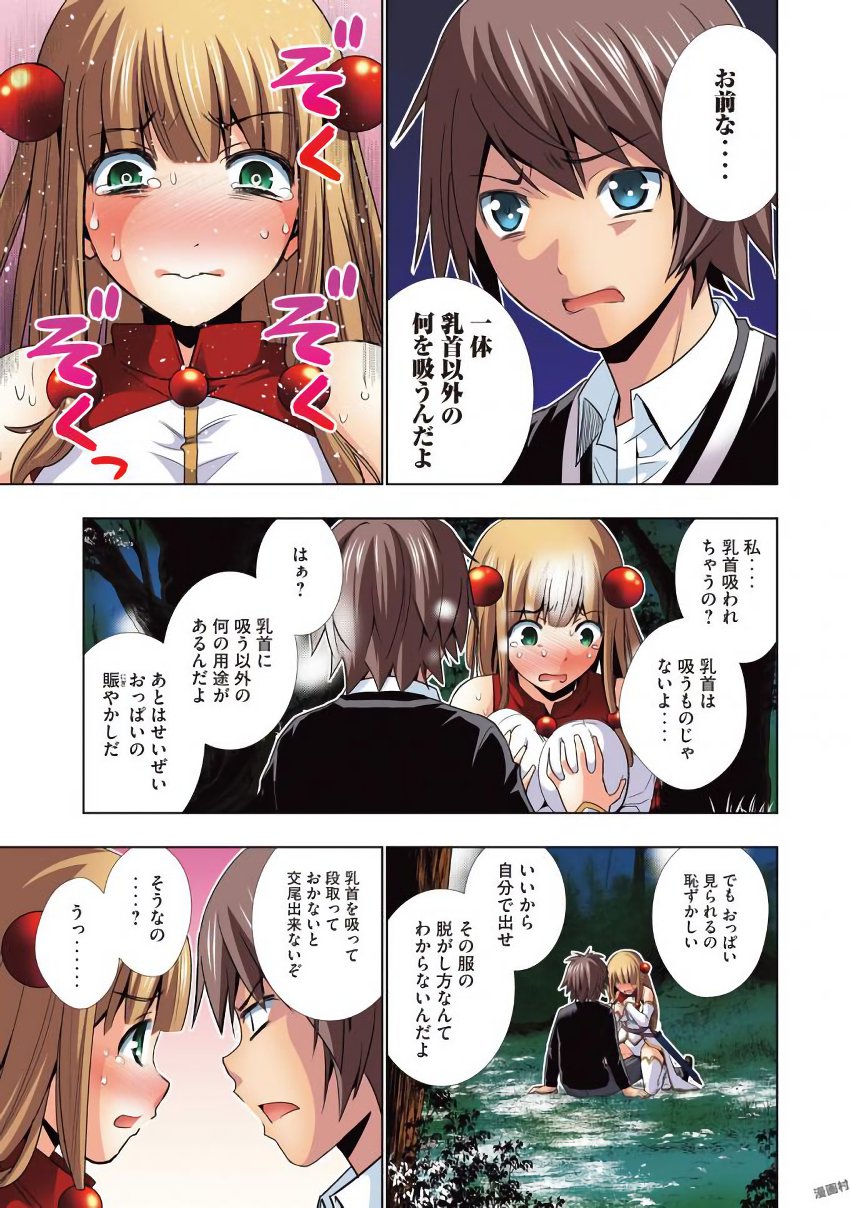 お前な‥‥
一体
乳首以外の
何を吸うんだよ
ぞく
ぞく
ぞくっ
私‥‥
乳首吸われ
ちゃうの?
乳首は
吸うものじゃ
ないよ‥‥
はぁ?
乳首に
吸う以外の
何の用途が
あるんだよ
あとはせいぜい
おっぱいの
賑やかしだ
にぎ
でも おっぱい
見られるの
恥ずかしい
いいから
自分で出せ
その服の
脱がし方なんて
わからないんだよ
乳首を吸って
段取って
おかないと
交尾出来ないぞ
そうなの
‥‥?
うっ‥‥‥
漫画村